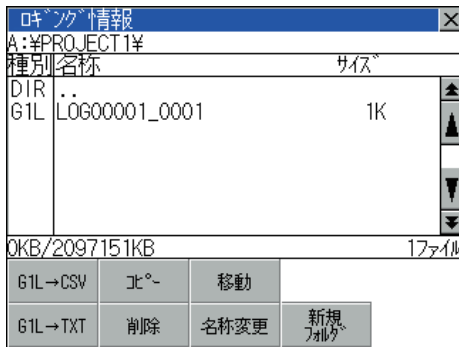 ﾛｷﾞﾝｸﾞ情報
A:¥PROJECT1¥
種別 名称 ｻｲｽﾞ
DIR ..
G1L LOG00001_0001 1K
0KB/2097151KB 1ﾌｧｲﾙ
G1L→CSV ｺﾋﾟｰ 移動
G1L→TXT 削除 名称変更 新規
ﾌｫﾙﾀﾞ